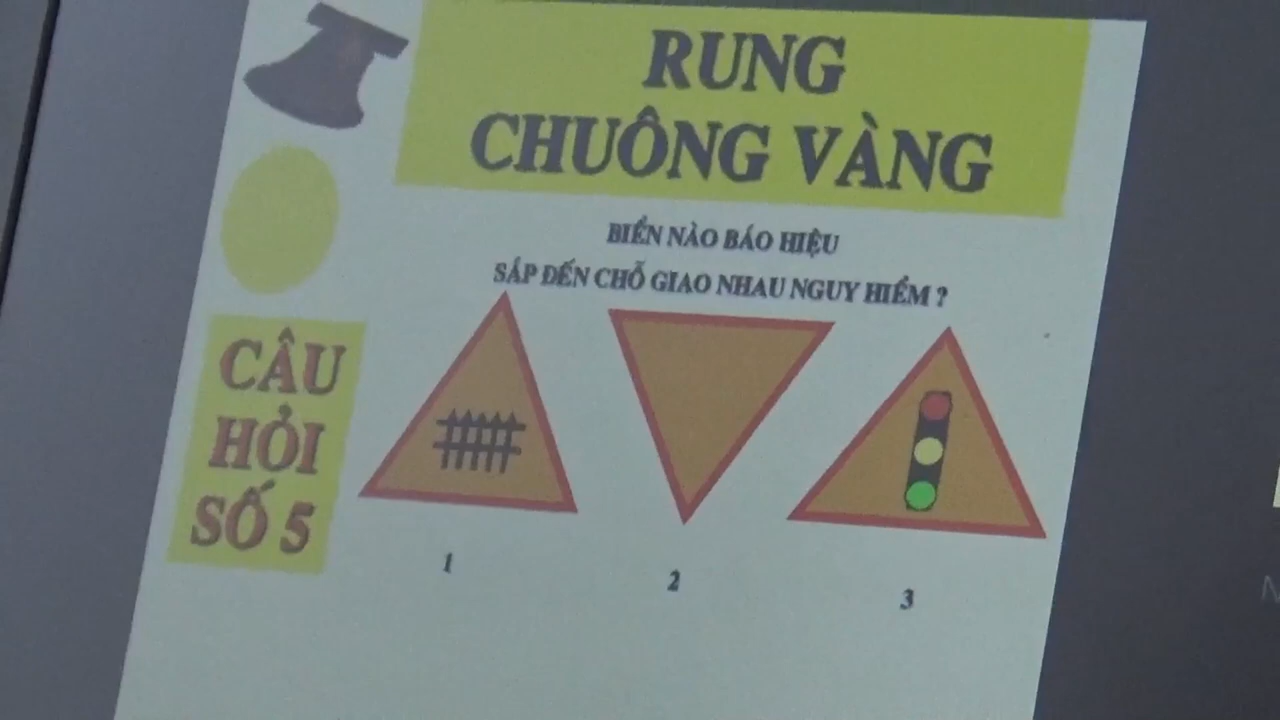 RUNG
CHUÔNG VÀNG
BIỂN NÀO BÁO HIỆU
SẮP ĐẾN CHỖ GIAO NHAU NGUY HIỂM ?
CÂU
HỎI
SỐ 5
1
2
3